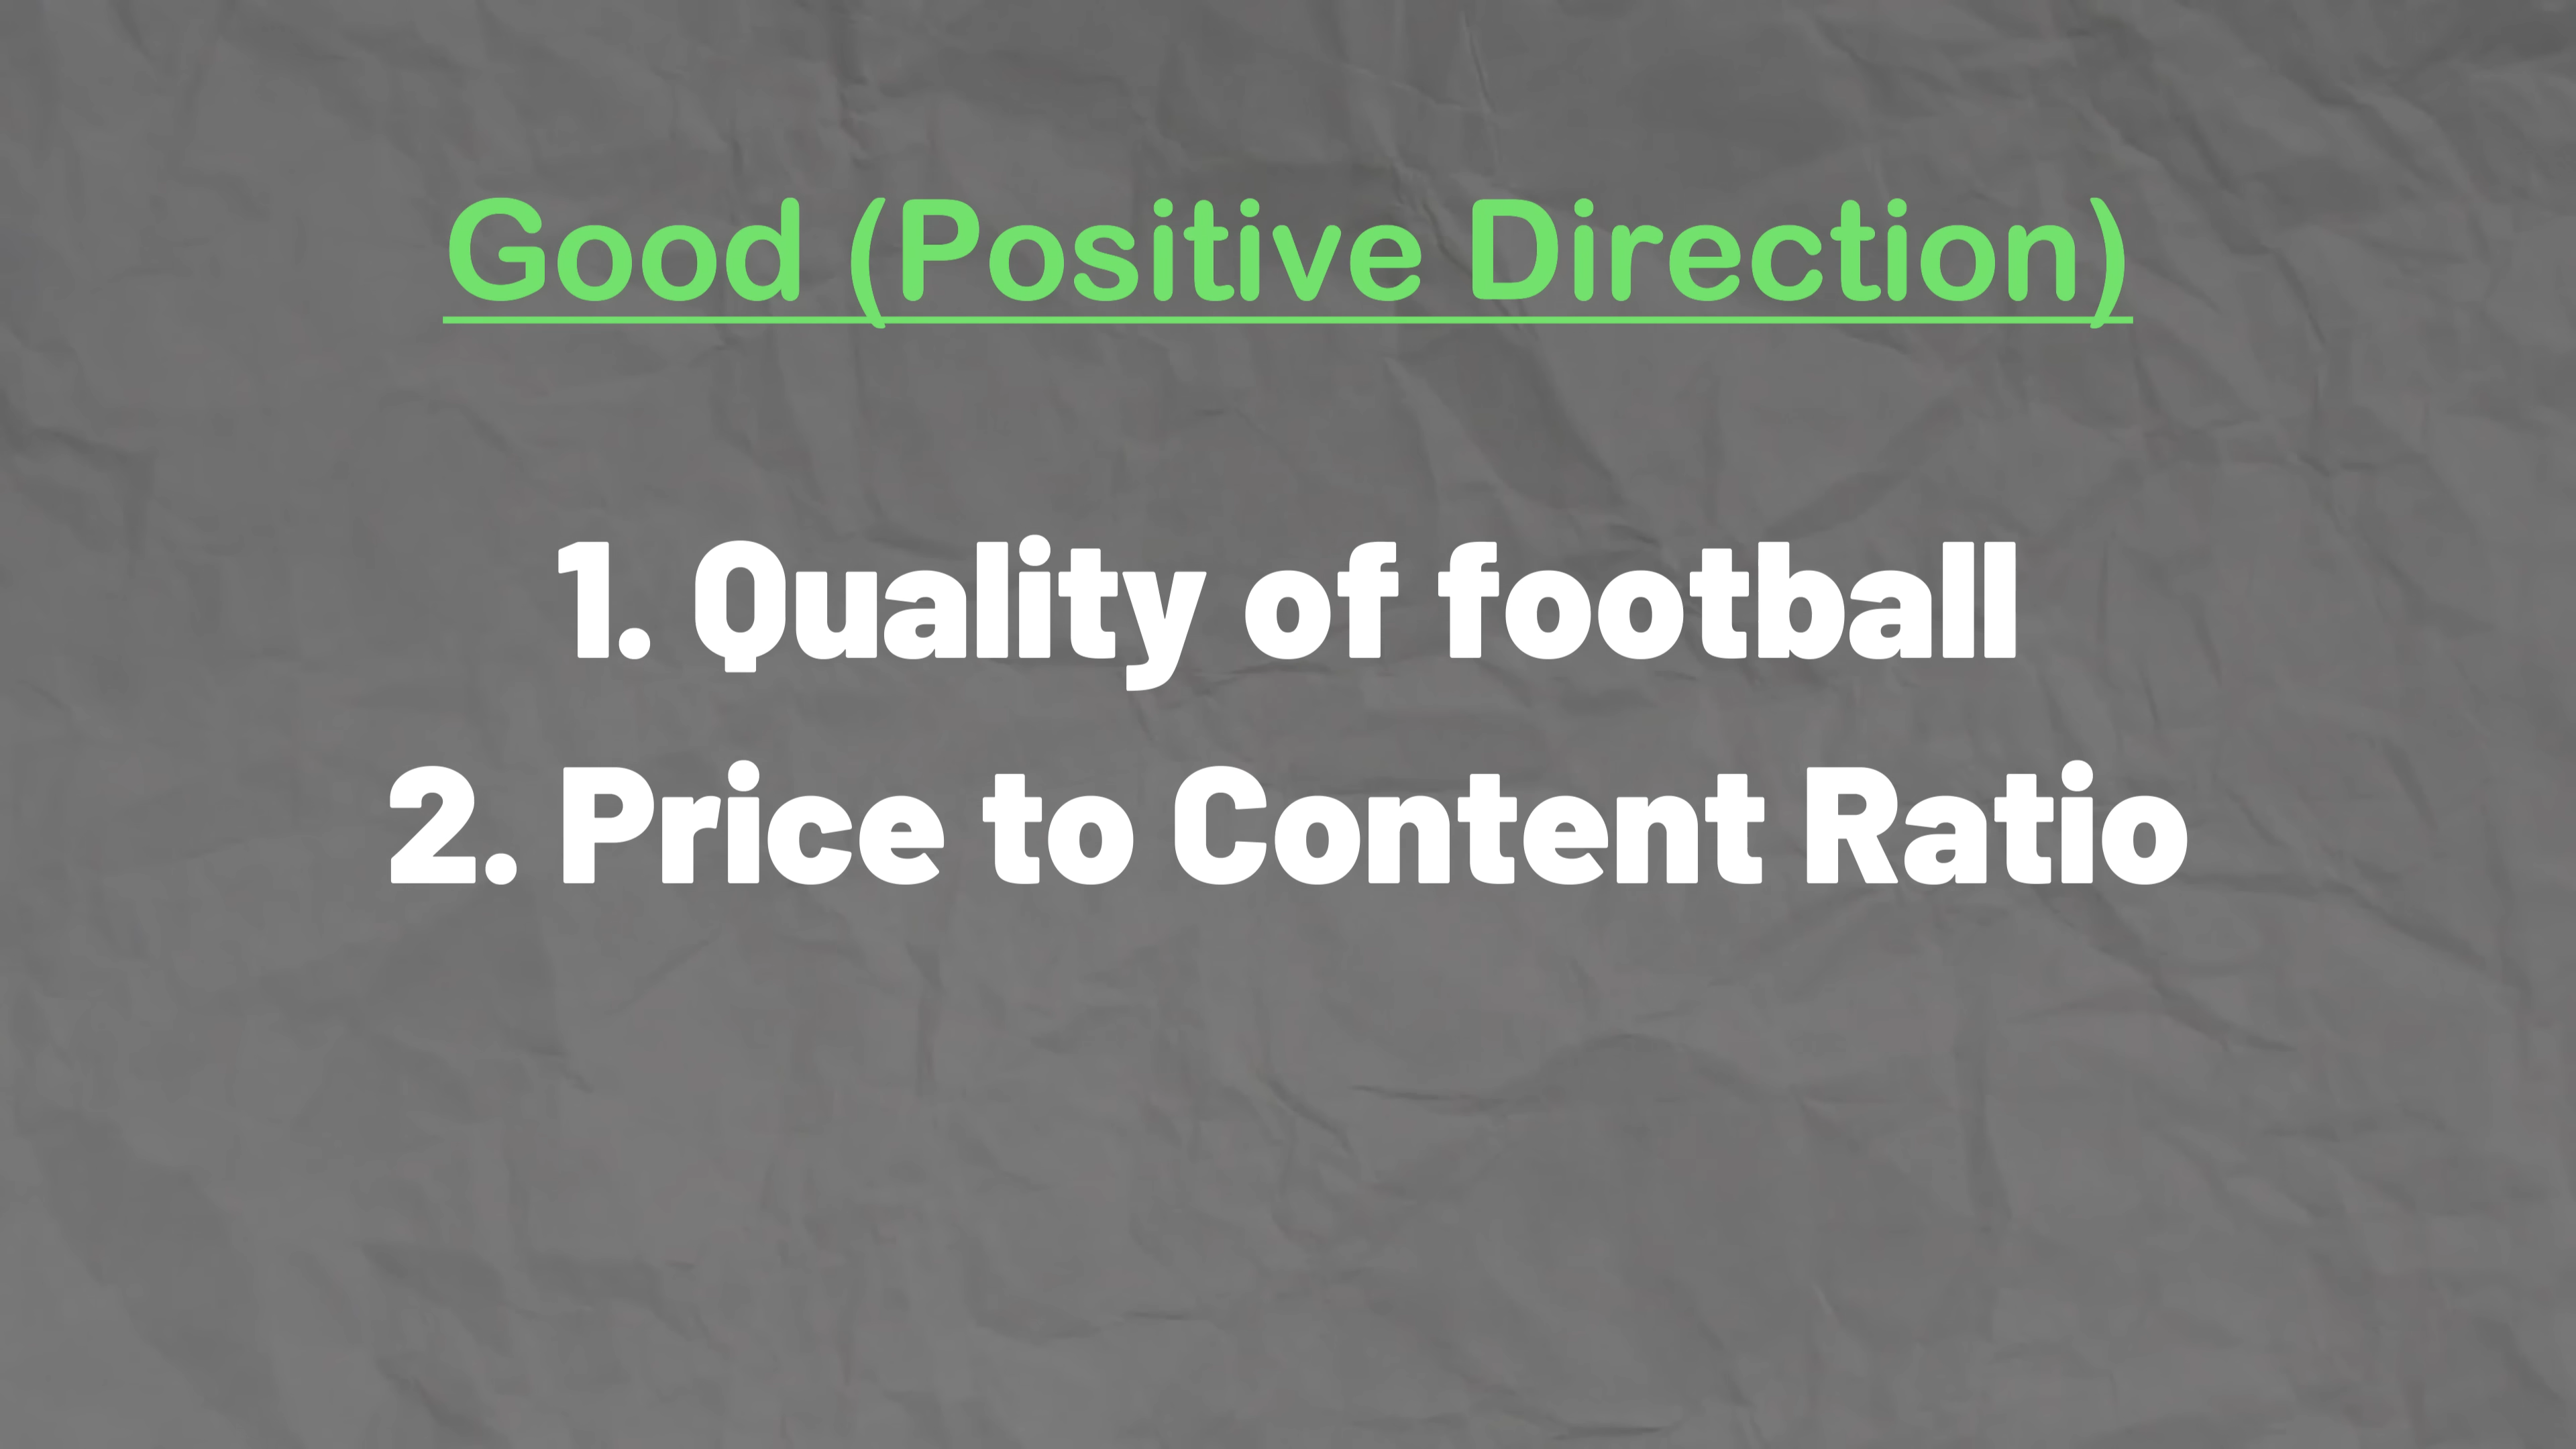 Good (Positive Direction)
1. Quality of football
2. Price to Content Ratio